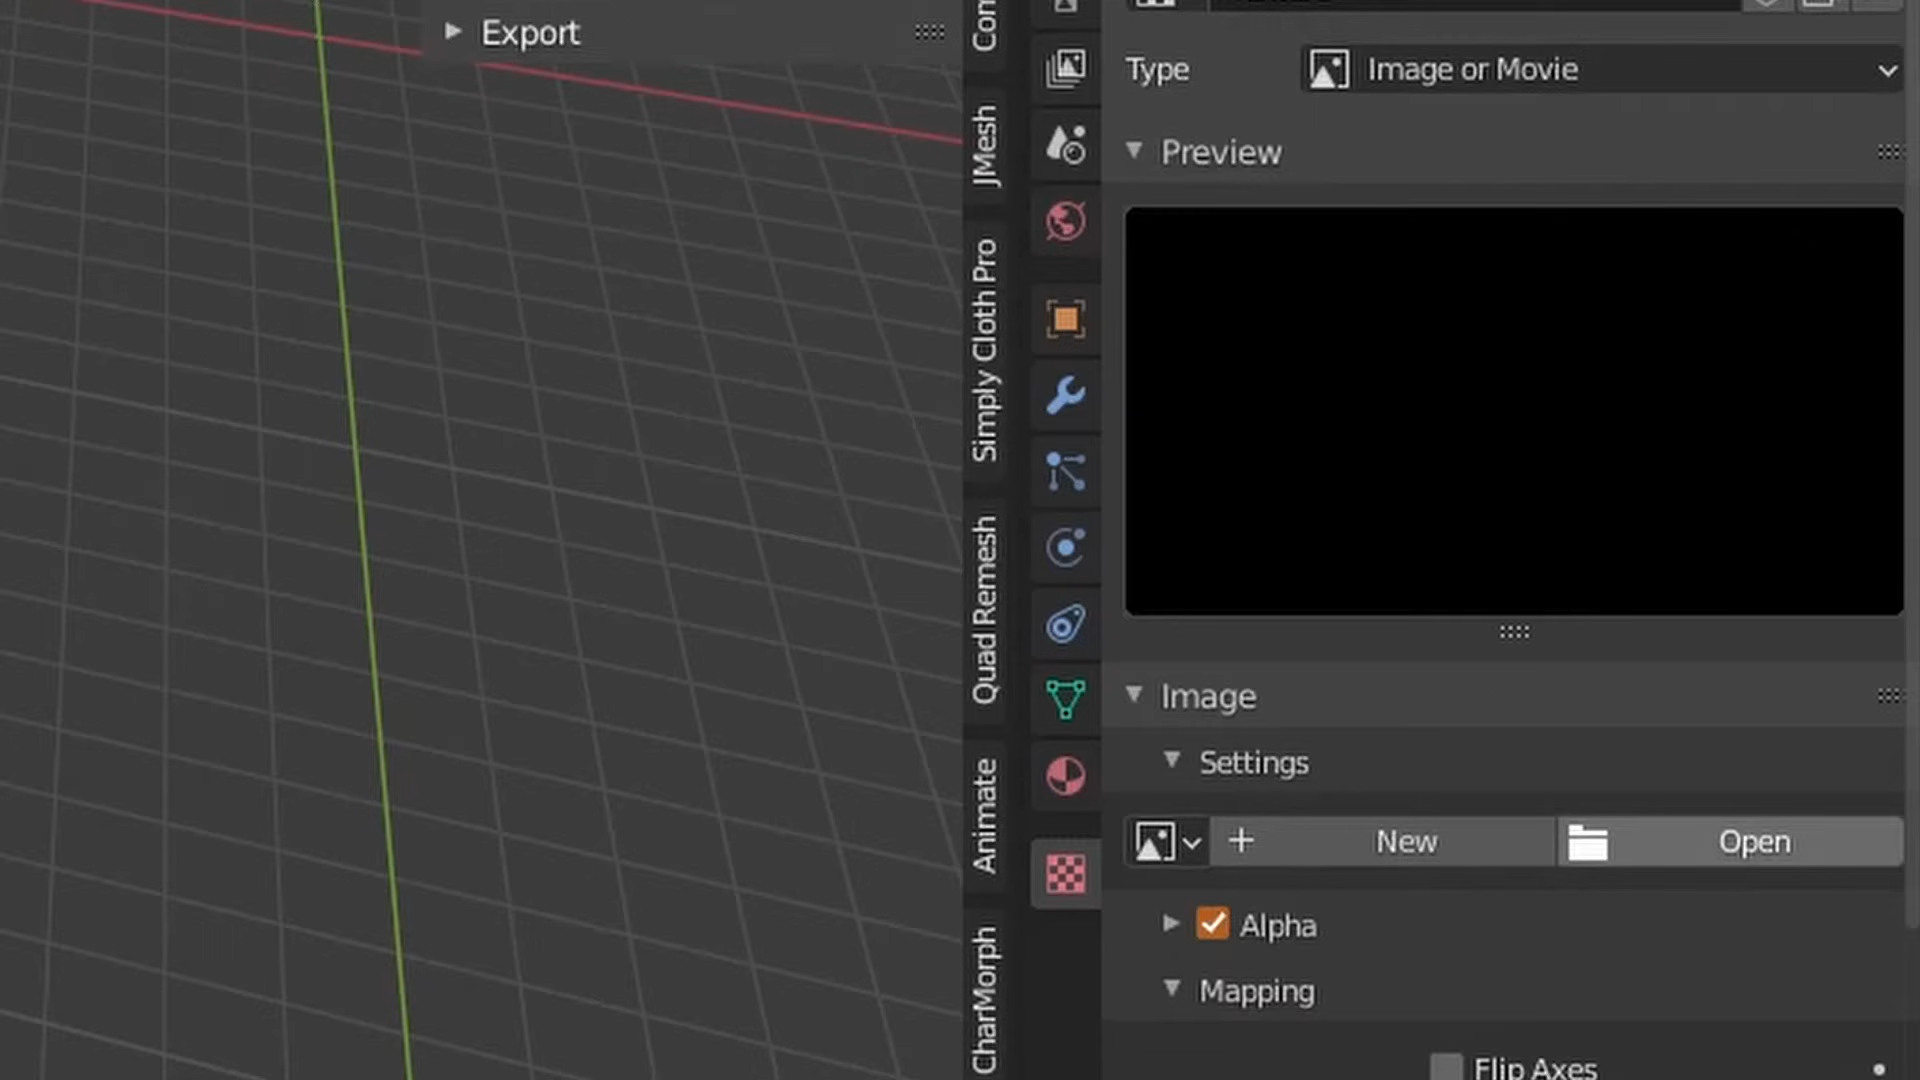 Export
Com
JMesh
Simply Cloth Pro
Quad Remesh
Animate
CharMorph
Type
Image or Movie
Preview
Image
Settings
New
Open
Alpha
Mapping
Flip Axes